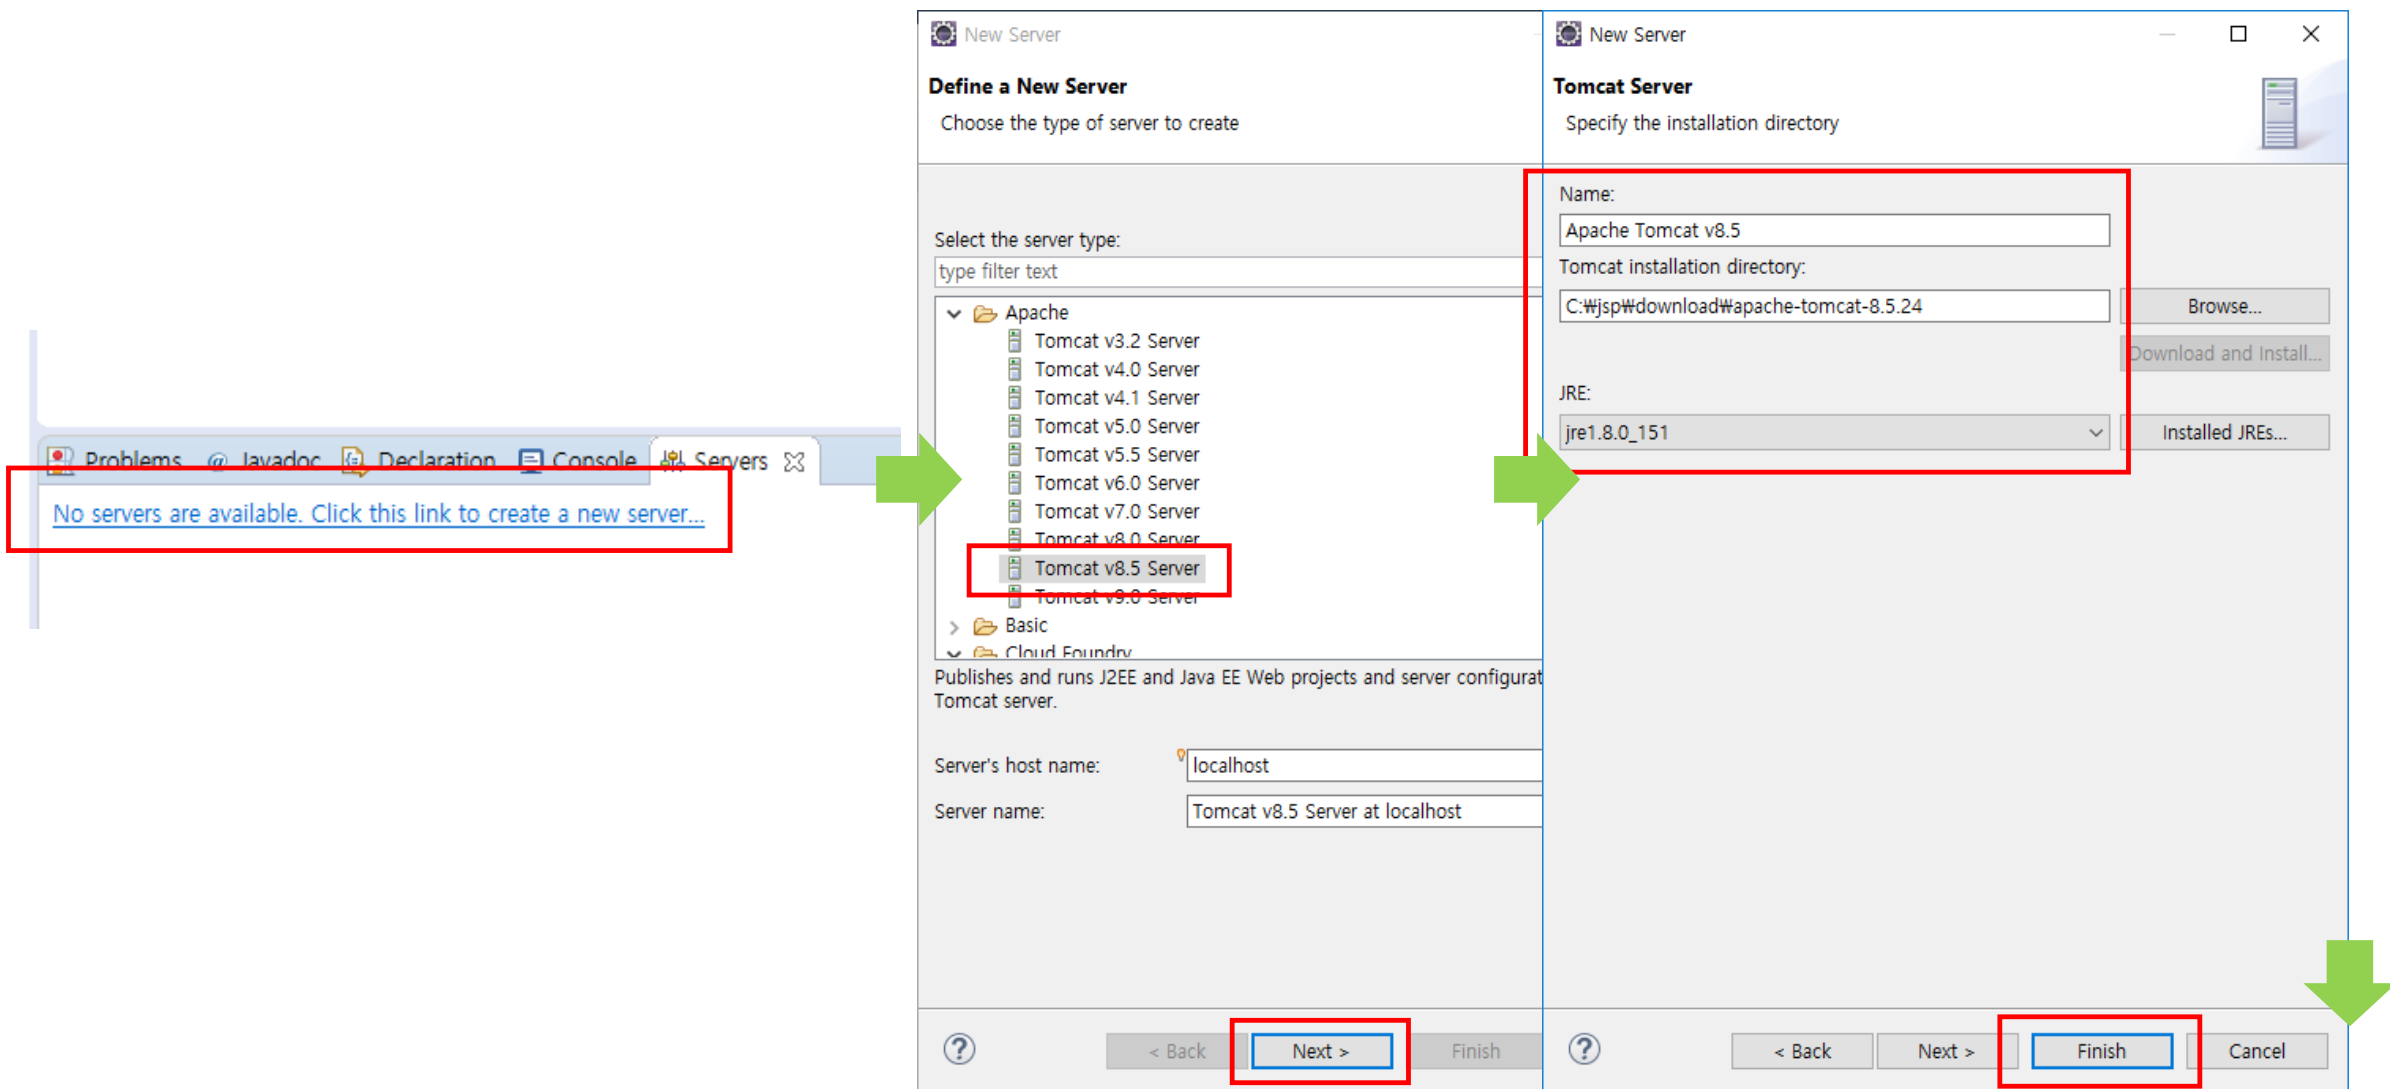 Problems @ Javadoc Declaration Console Servers
No servers are available. Click this link to create a new server...
New Server
Define a New Server
Choose the type of server to create
Select the server type:
type filter text
Apache
Tomcat v3.2 Server
Tomcat v4.0 Server
Tomcat v4.1 Server
Tomcat v5.0 Server
Tomcat v5.5 Server
Tomcat v6.0 Server
Tomcat v7.0 Server
Tomcat v8.0 Server
Tomcat v8.5 Server
Tomcat v9.0 Server
Basic
Cloud Foundry
Publishes and runs J2EE and Java EE Web projects and server configurat
Tomcat server.
Server's host name: localhost
Server name: Tomcat v8.5 Server at localhost
? < Back Next > Finish
New Server
Tomcat Server
Specify the installation directory
Name:
Apache Tomcat v8.5
Tomcat installation directory:
C:₩jsp₩download₩apache-tomcat-8.5.24 Browse...
Download and Install...
JRE:
jre1.8.0_151 Installed JREs...
? < Back Next > Finish Cancel